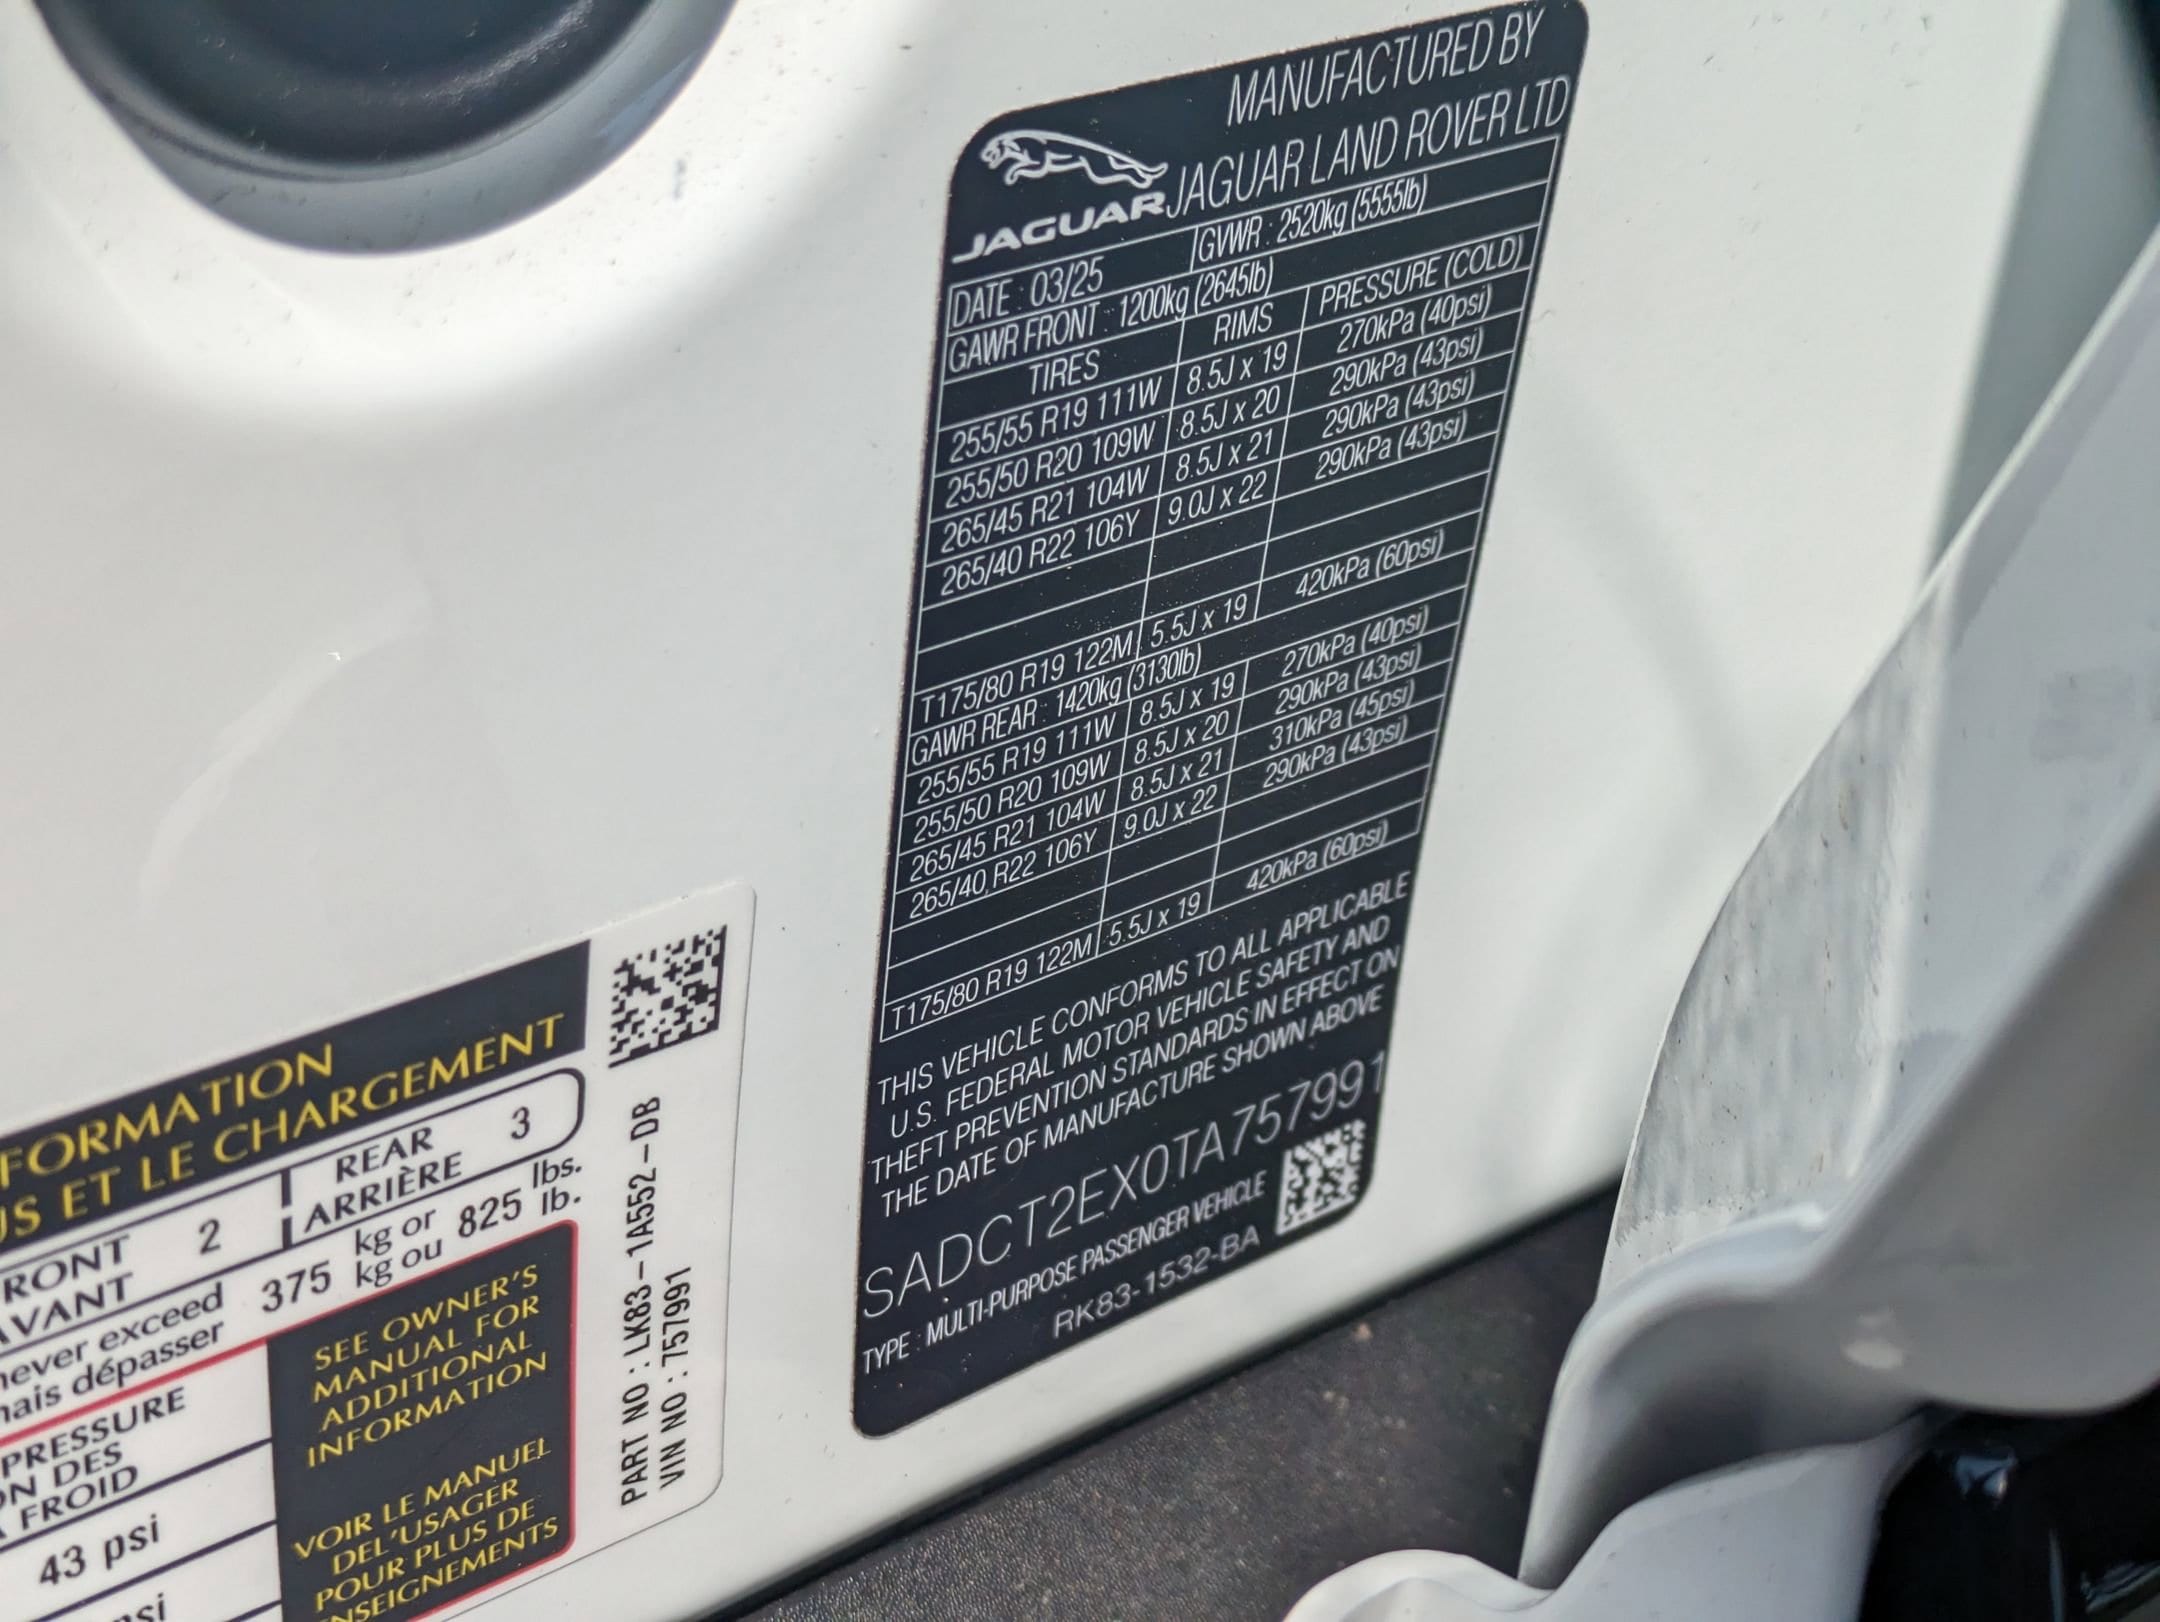 MANUFACTURED BY
JAGUAR LAND ROVER LTD
JAGUAR
DATE : 03/25 GVWR : 2520kg (5555lb)
GAWR FRONT : 1200kg (2645lb)
TIRES RIMS PRESSURE (COLD)
255/55 R19 111W 8.5J x 19 270kPa (40psi)
255/50 R20 109W 8.5J x 20 290kPa (43psi)
265/45 R21 104W 8.5J x 21 290kPa (43psi)
265/40 R22 106Y 9.0J x 22 290kPa (43psi)
T175/80 R19 122M 5.5J x 19 420kPa (60psi)
GAWR REAR : 1420kg (3130lb)
255/55 R19 111W 8.5J x 19 270kPa (40psi)
255/50 R20 109W 8.5J x 20 290kPa (43psi)
265/45 R21 104W 8.5J x 21 310kPa (45psi)
265/40 R22 106Y 9.0J x 22 290kPa (43psi)
T175/80 R19 122M 5.5J x 19 420kPa (60psi)
THIS VEHICLE CONFORMS TO ALL APPLICABLE
U.S. FEDERAL MOTOR VEHICLE SAFETY AND
THEFT PREVENTION STANDARDS IN EFFECT ON
THE DATE OF MANUFACTURE SHOWN ABOVE
SADCT2EX0TA757991
TYPE : MULTI-PURPOSE PASSENGER VEHICLE
RK83-1532-BA
FORMATION
US ET LE CHARGEMENT
RONT 2 REAR 3
AVANT ARRIÈRE
never exceed 375 kg or 825 lbs.
mais dépasser kg ou lb.
PRESSURE
ON DES
A FROID
43 psi
psi
SEE OWNER'S
MANUAL FOR
ADDITIONAL
INFORMATION
VOIR LE MANUEL
DEL'USAGER
POUR PLUS DE
ENSEIGNEMENTS
PART NO : LK83-1A552-DB
VIN NO : 757991